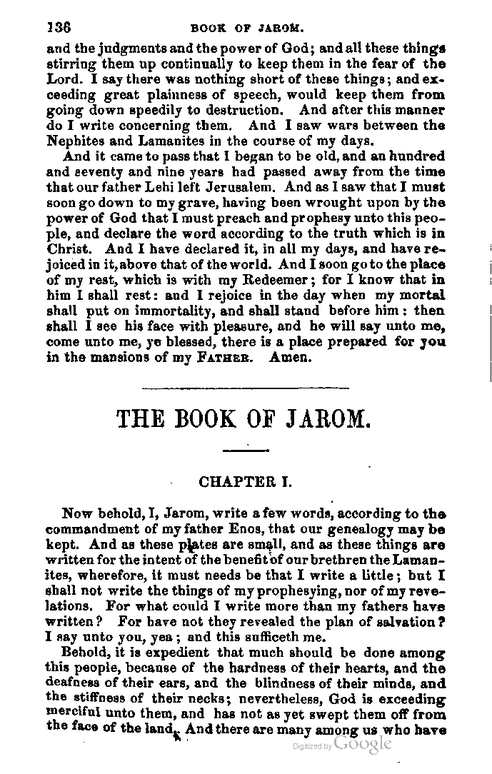 136 BOOK OF JAROM.
and the judgments and the power of God; and all these things
stirring them up continually to keep them in the fear of the
Lord. I say there was nothing short of these things; and ex-
ceeding great plainness of speech, would keep them from
going down speedily to destruction. And after this manner
do I write concerning them. And I saw wars between the
Nephites and Lamanites in the course of my days.
And it came to pass that I began to be old, and an hundred
and seventy and nine years had passed away from the time
that our father Lehi left Jerusalem. And as I saw that I must
soon go down to my grave, having been wrought upon by the
power of God that I must preach and prophesy unto this peo-
ple, and declare the word according to the truth which is in
Christ. And I have declared it, in all my days, and have re-
joiced in it, above that of the world. And I soon go to the place
of my rest, which is with my Redeemer; for I know that in
him I shall rest: and I rejoice in the day when my mortal
shall put on immortality, and shall stand before him: then
shall I see his face with pleasure, and he will say unto me,
come unto me, ye blessed, there is a place prepared for you
in the mansions of my FATHER. Amen.
THE BOOK OF JAROM.
CHAPTER I.
Now behold, I, Jarom, write a few words, according to the
commandment of my father Enos, that our genealogy may be
kept. And as these plates are small, and as these things are
written for the intent of the benefit of our brethren the Laman-
ites, wherefore, it must needs be that I write a little; but I
shall not write the things of my prophesying, nor of my reve-
lations. For what could I write more than my fathers have
written? For have not they revealed the plan of salvation?
I say unto you, yea; and this sufficeth me.
Behold, it is expedient that much should be done among
this people, because of the hardness of their hearts, and the
deafness of their ears, and the blindness of their minds, and
the stiffness of their necks; nevertheless, God is exceeding
merciful unto them, and has not as yet swept them off from
the face of the land. And there are many among us who have
Digitized by Google